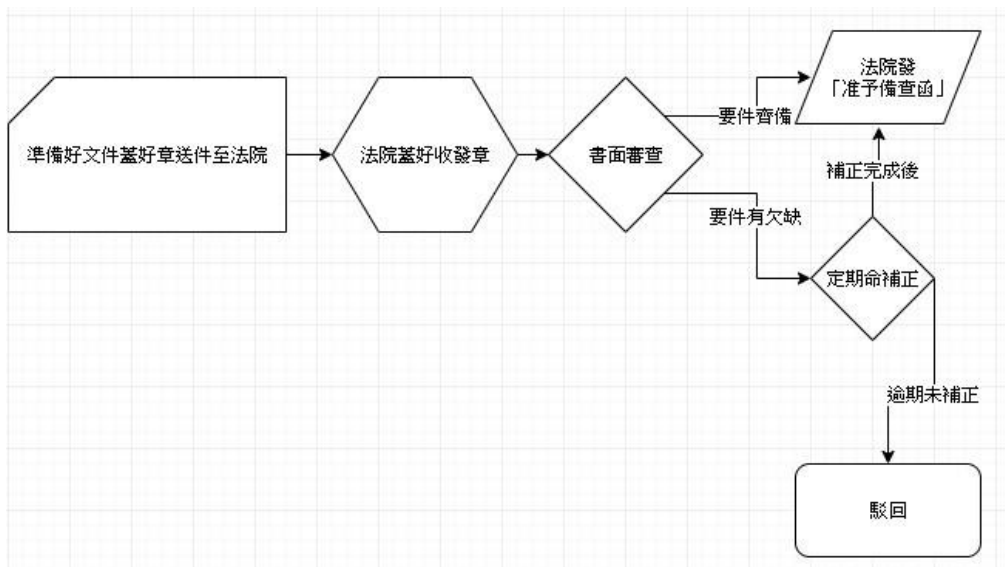 準備好文件蓋好章送件至法院
法院蓋好收發章
書面審查
要件齊備
法院發
「准予備查函」
補正完成後
要件有欠缺
定期命補正
逾期未補正
駁回